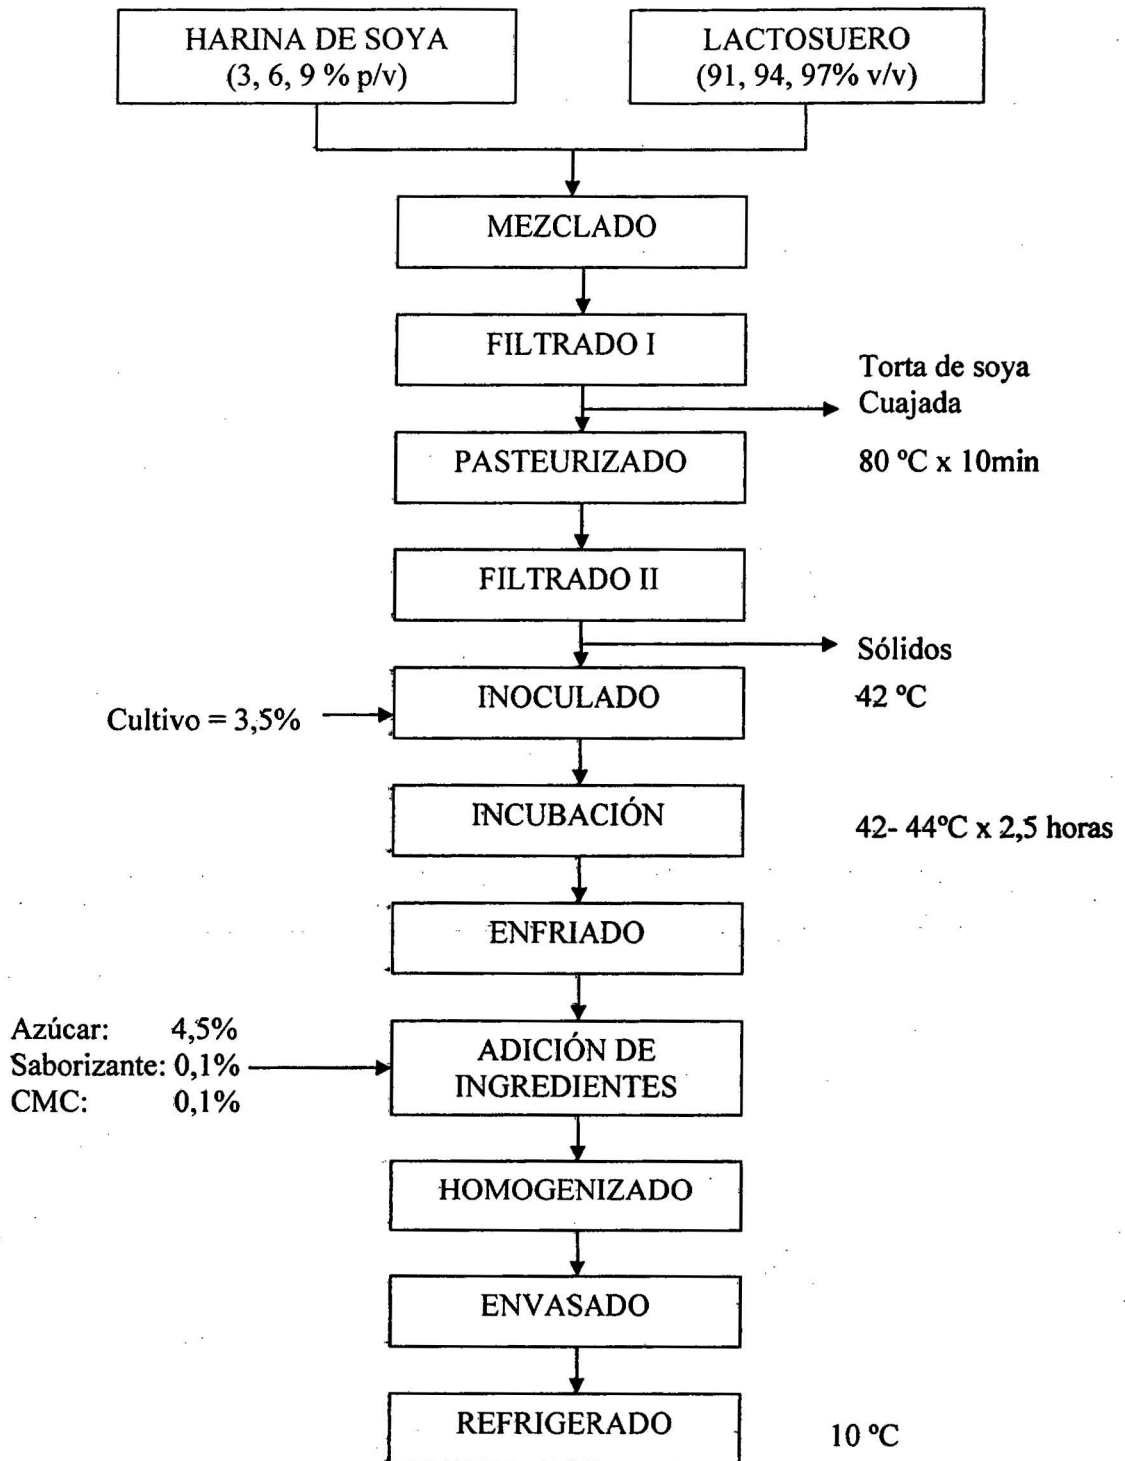 HARINA DE SOYA
(3, 6, 9 % p/v)
LACTOSUERO
(91, 94, 97% v/v)
MEZCLADO
FILTRADO I
Torta de soya
Cuajada
PASTEURIZADO
80 ºC x 10min
FILTRADO II
Sólidos
INOCULADO
42 ºC
Cultivo = 3,5%
INCUBACIÓN
42- 44ºC x 2,5 horas
ENFRIADO
Azúcar: 4,5%
Saborizante: 0,1%
CMC: 0,1%
ADICIÓN DE
INGREDIENTES
HOMOGENIZADO
ENVASADO
REFRIGERADO
10 ºC